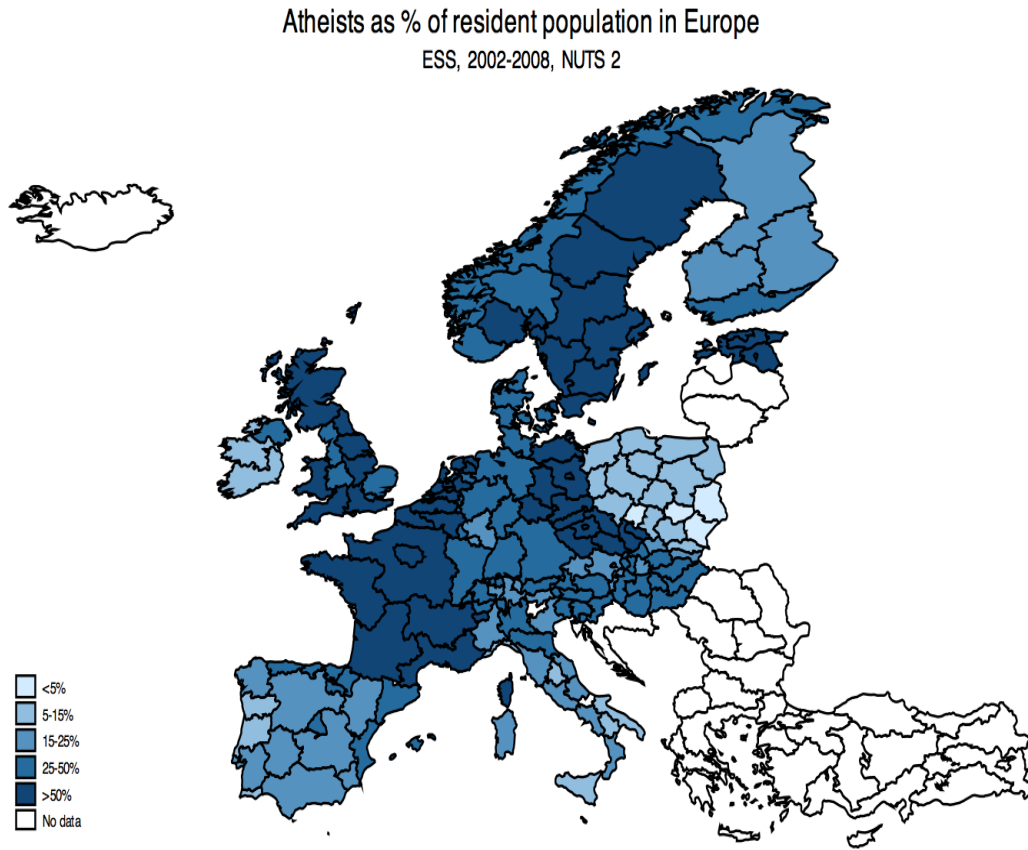 Atheists as % of resident population in Europe
ESS, 2002-2008, NUTS 2
<5%
5-15%
15-25%
25-50%
>50%
No data